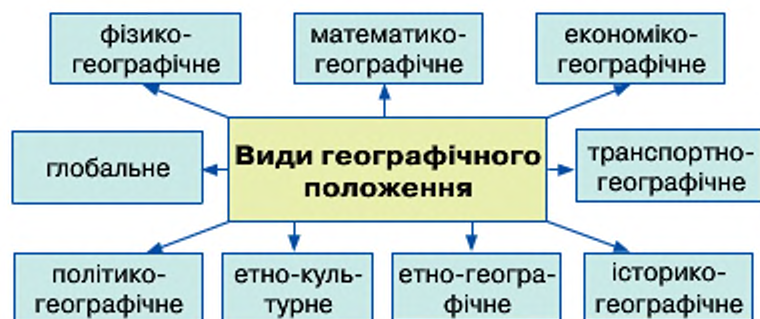 фізико-
географічне
математико-
географічне
економіко-
географічне
глобальне
Види географічного
положення
транспортно-
географічне
політико-
географічне
етно-куль-
турне
етно-геогра-
фічне
історико-
географічне